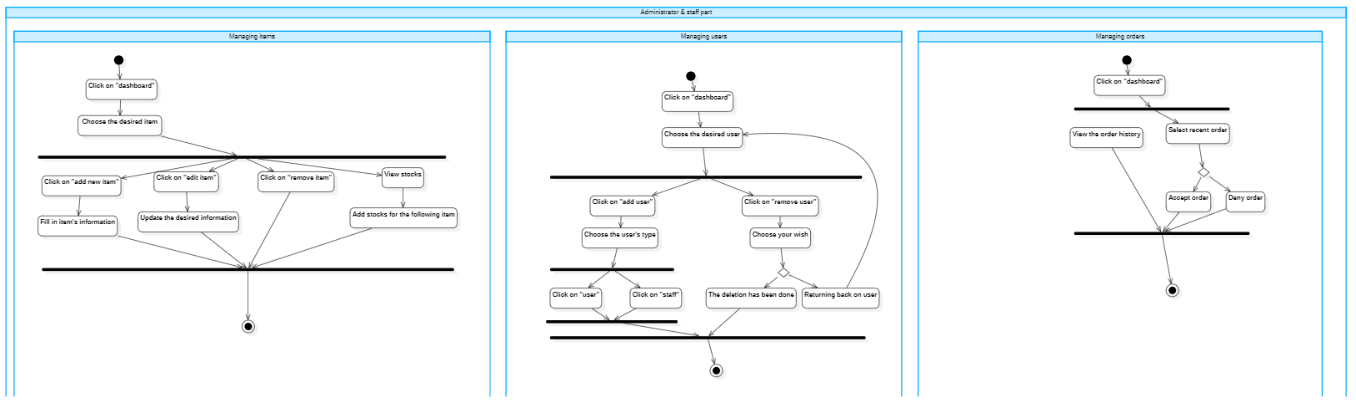 Administrator & staff part
Managing items
Click on "dashboard"
Choose the desired item
Click on "add new item"
Click on "edit item"
Click on "remove item"
View stocks
Fill in item's information
Update the desired information
Add stocks for the following item
Managing users
Click on "dashboard"
Choose the desired user
Click on "add user"
Click on "remove user"
Choose the user's type
Choose your wish
Click on "user"
Click on "staff"
The deletion has been done
Returning back on user
Managing orders
Click on "dashboard"
View the order history
Select recent order
Accept order
Deny order